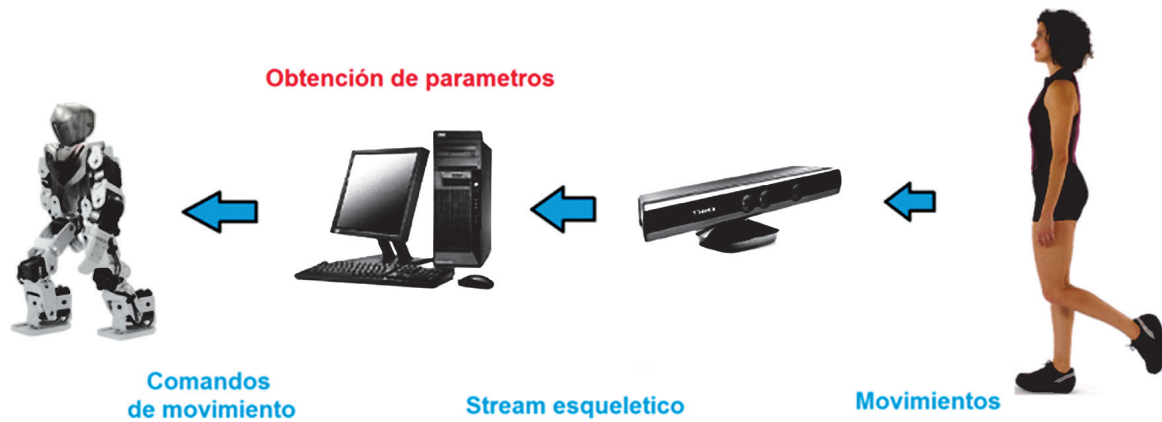 Obtención de parametros
Comandos
de movimiento
Stream esqueletico
Movimientos